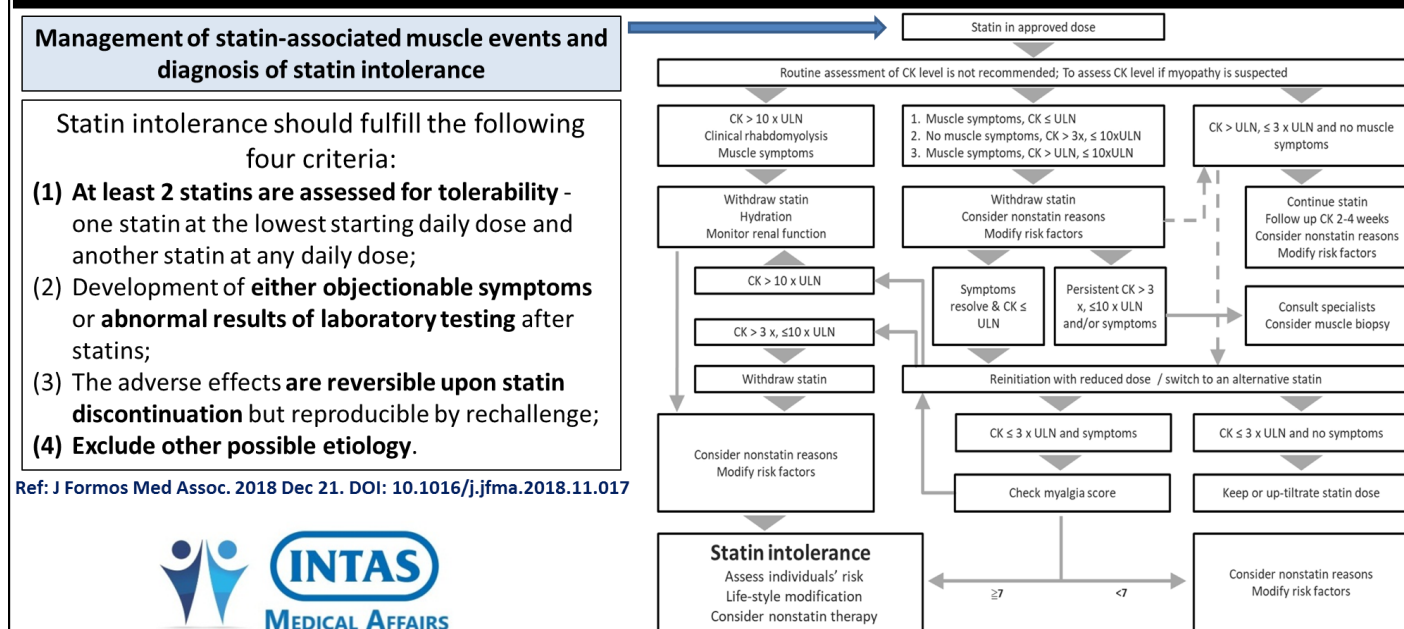 Management of statin-associated muscle events and
diagnosis of statin intolerance
Statin intolerance should fulfill the following
four criteria:
(1) At least 2 statins are assessed for tolerability -
one statin at the lowest starting daily dose and
another statin at any daily dose;
(2) Development of either objectionable symptoms
or abnormal results of laboratory testing after
statins;
(3) The adverse effects are reversible upon statin
discontinuation but reproducible by rechallenge;
(4) Exclude other possible etiology.
Ref: J Formos Med Assoc. 2018 Dec 21. DOI: 10.1016/j.jfma.2018.11.017
INTAS
MEDICAL AFFAIRS
Statin in approved dose
Routine assessment of CK level is not recommended; To assess CK level if myopathy is suspected
CK > 10 x ULN
Clinical rhabdomyolysis
Muscle symptoms
1. Muscle symptoms, CK ≤ ULN
2. No muscle symptoms, CK > 3x, ≤ 10xULN
3. Muscle symptoms, CK > ULN, ≤ 10xULN
CK > ULN, ≤ 3 x ULN and no muscle
symptoms
Withdraw statin
Hydration
Monitor renal function
Withdraw statin
Consider nonstatin reasons
Modify risk factors
Continue statin
Follow up CK 2-4 weeks
Consider nonstatin reasons
Modify risk factors
CK > 10 x ULN
Symptoms
resolve & CK ≤
ULN
Persistent CK > 3
x, ≤10 x ULN
and/or symptoms
Consult specialists
Consider muscle biopsy
CK > 3 x, ≤10 x ULN
Withdraw statin
Reinitiation with reduced dose / switch to an alternative statin
CK ≤ 3 x ULN and symptoms
CK ≤ 3 x ULN and no symptoms
Consider nonstatin reasons
Modify risk factors
Check myalgia score
Keep or up-tiltrate statin dose
Statin intolerance
Assess individuals' risk
Life-style modification
Consider nonstatin therapy
≧7
<7
Consider nonstatin reasons
Modify risk factors